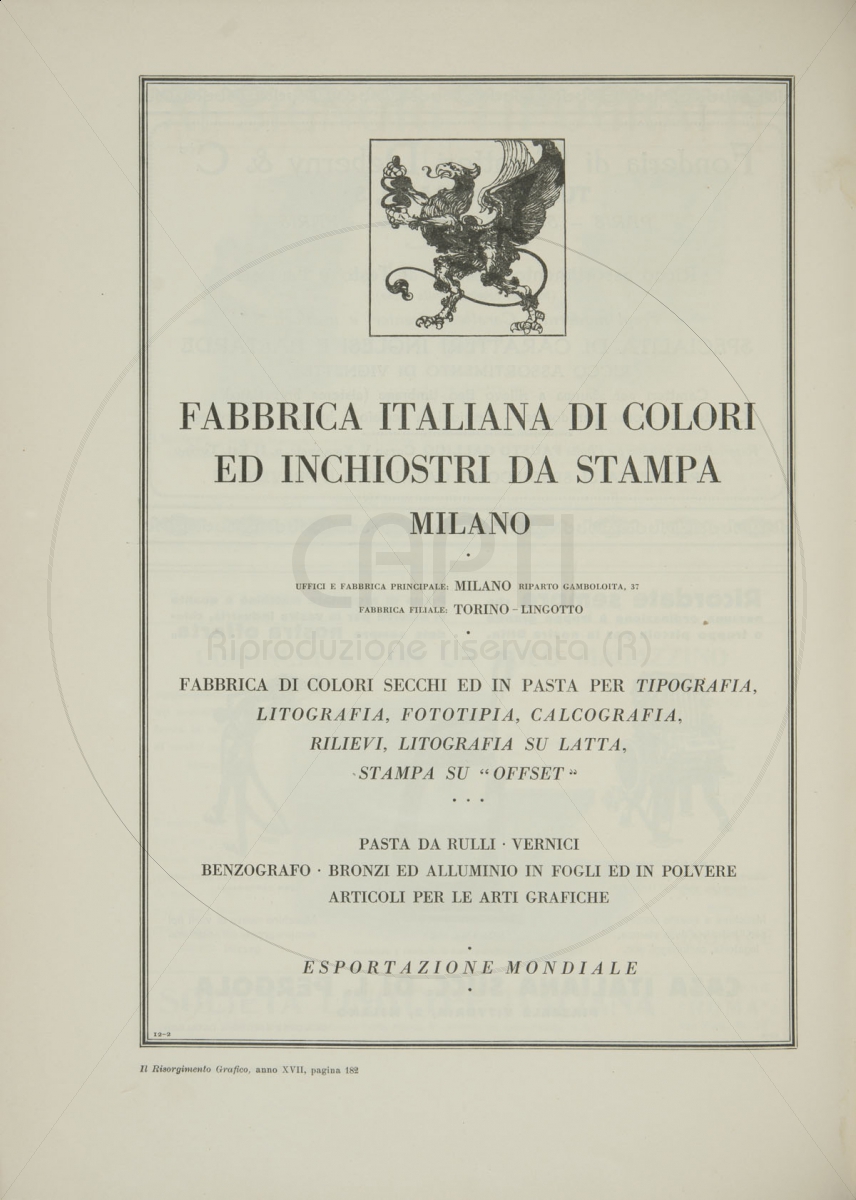 FABBRICA ITALIANA DI COLORI
ED INCHIOSTRI DA STAMPA
MILANO
UFFICI E FABBRICA PRINCIPALE: MILANO RIPARTO GAMBOLOITA, 37
FABBRICA FILIALE: TORINO - LINGOTTO
CAPTI
Riproduzione riservata (R)
FABBRICA DI COLORI SECCHI ED IN PASTA PER TIPOGRAFIA,
LITOGRAFIA, FOTOTIPIA, CALCOGRAFIA,
RILIEVI, LITOGRAFIA SU LATTA,
STAMPA SU “ OFFSET ”
PASTA DA RULLI · VERNICI
BENZOGRAFO · BRONZI ED ALLUMINIO IN FOGLI ED IN POLVERE
ARTICOLI PER LE ARTI GRAFICHE
ESPORTAZIONE MONDIALE
12-2
Il Risorgimento Grafico, anno XVII, pagina 182